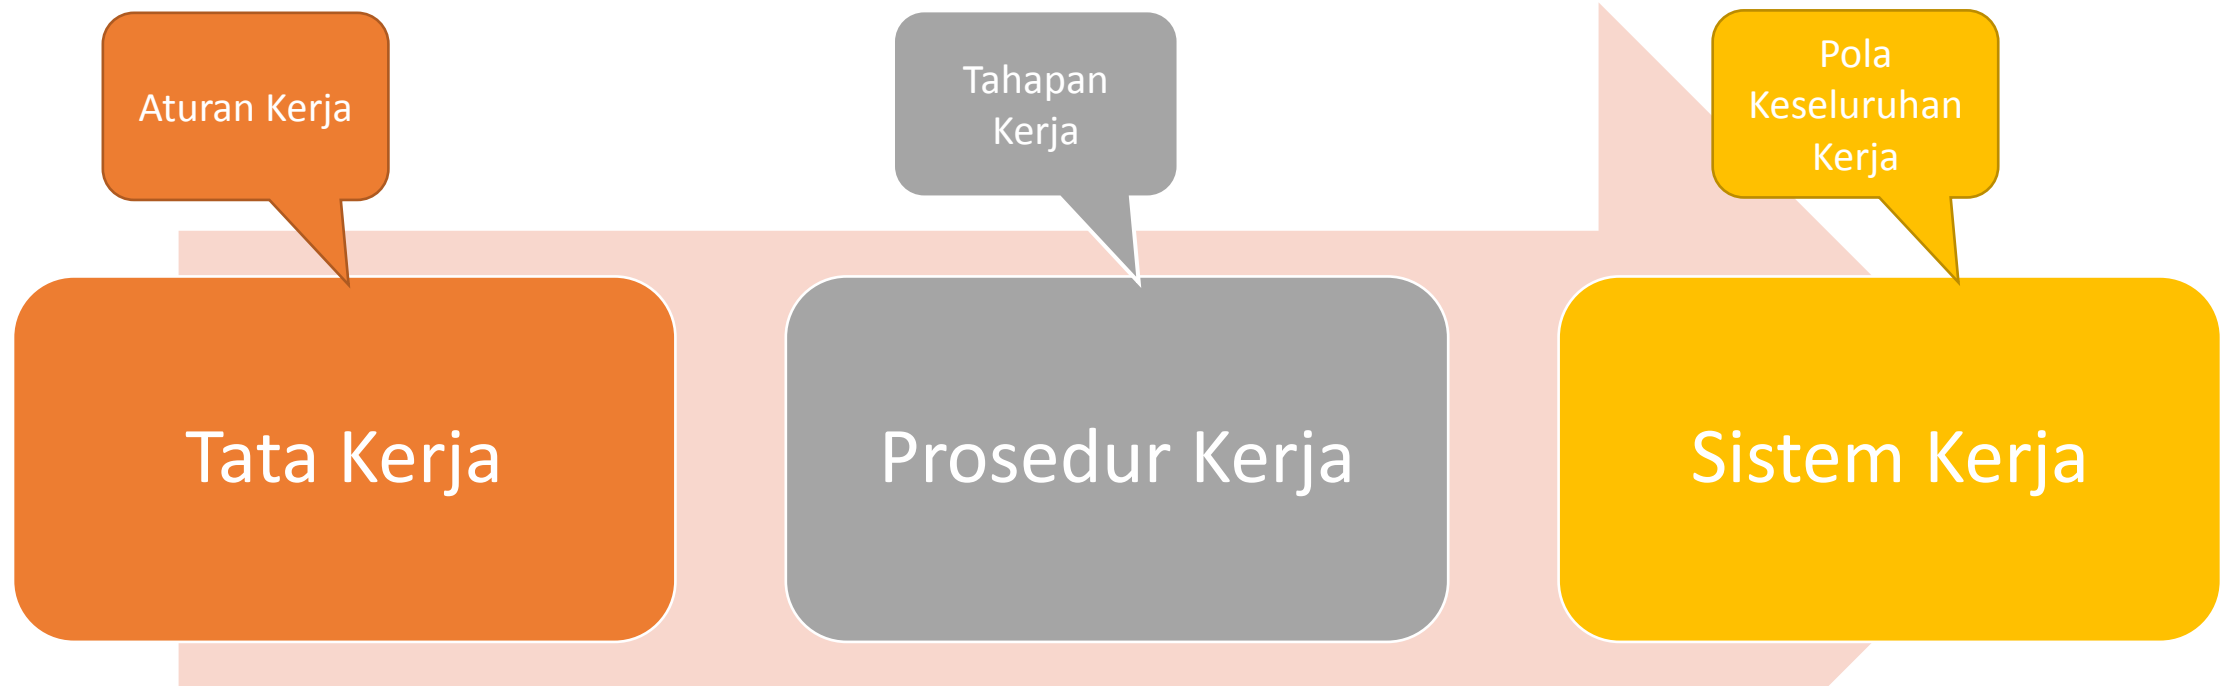 Aturan Kerja
Tahapan
Kerja
Pola
Keseluruhan
Kerja
Tata Kerja
Prosedur Kerja
Sistem Kerja